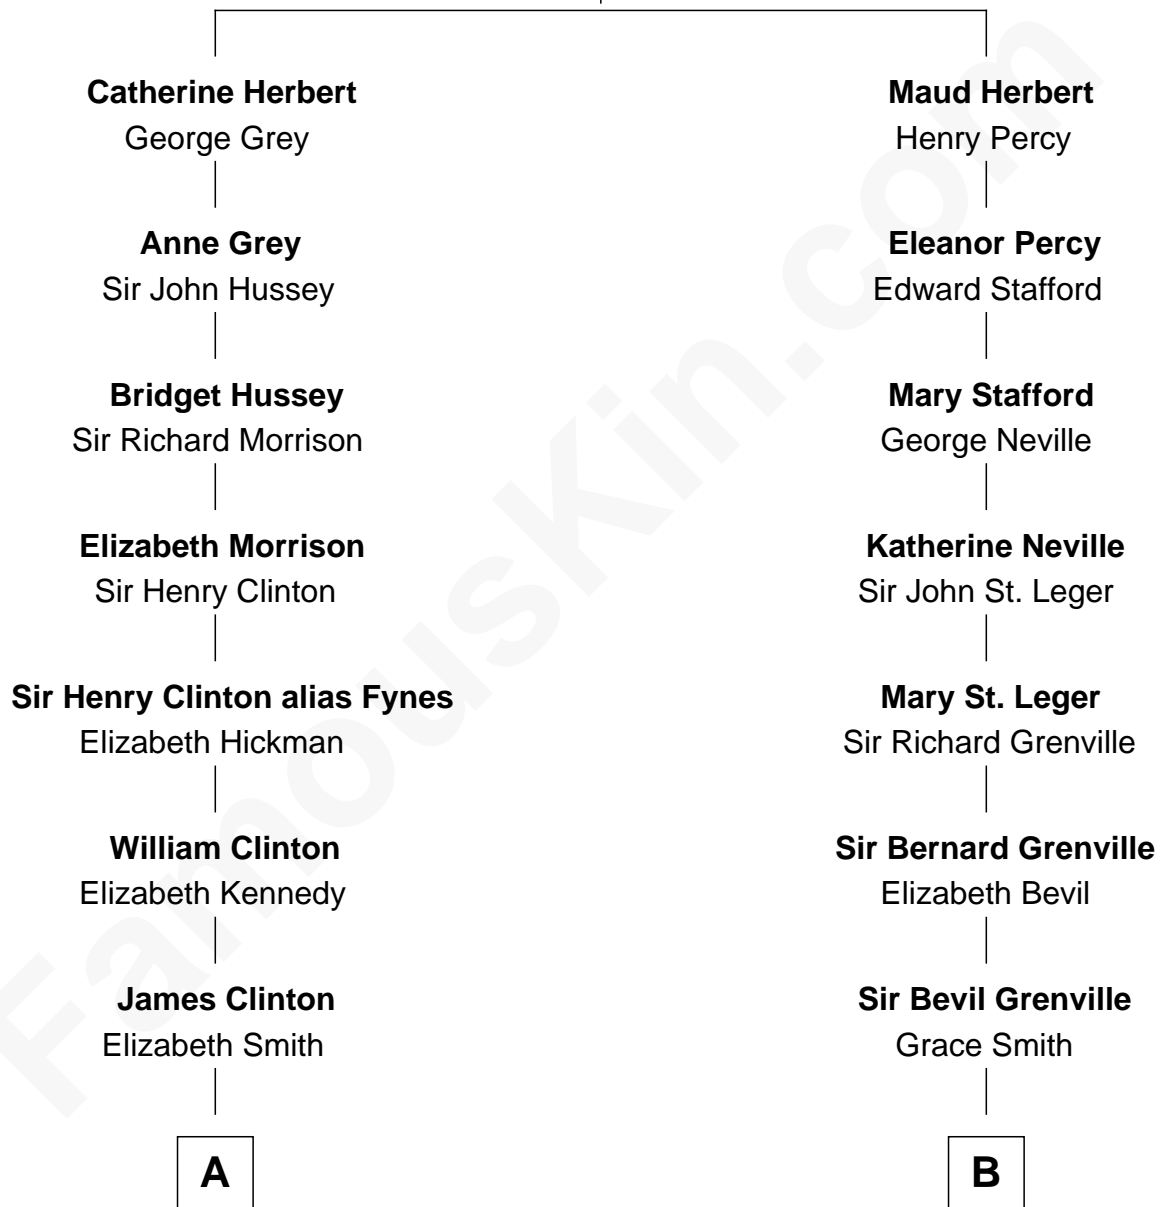 Catherine Herbert
George Grey
Anne Grey
Sir John Hussey
Bridget Hussey
Sir Richard Morrison
Elizabeth Morrison
Sir Henry Clinton
Sir Henry Clinton alias Fynes
Elizabeth Hickman
William Clinton
Elizabeth Kennedy
James Clinton
Elizabeth Smith
A
Maud Herbert
Henry Percy
Eleanor Percy
Edward Stafford
Mary Stafford
George Neville
Katherine Neville
Sir John St. Leger
Mary St. Leger
Sir Richard Grenville
Sir Bernard Grenville
Elizabeth Bevil
Sir Bevil Grenville
Grace Smith
B
FamousKin.com